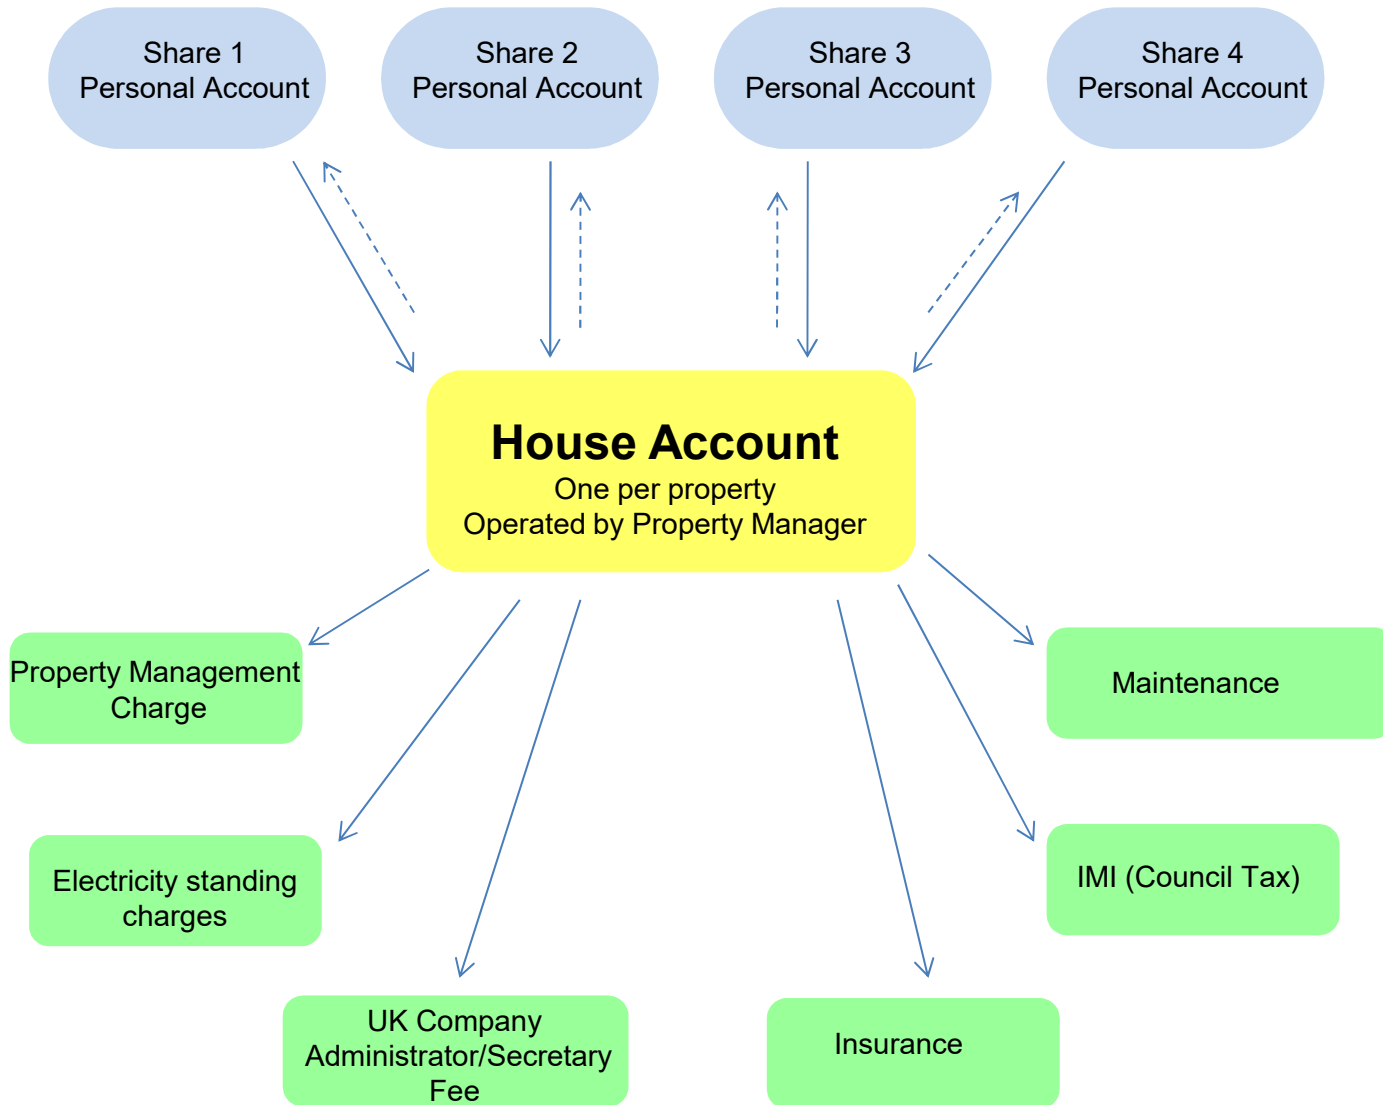 Share 1
Personal Account
Share 2
Personal Account
Share 3
Personal Account
Share 4
Personal Account
House Account
One per property
Operated by Property Manager
Property Management
Charge
Maintenance
Electricity standing
charges
IMI (Council Tax)
UK Company
Administrator/Secretary
Fee
Insurance